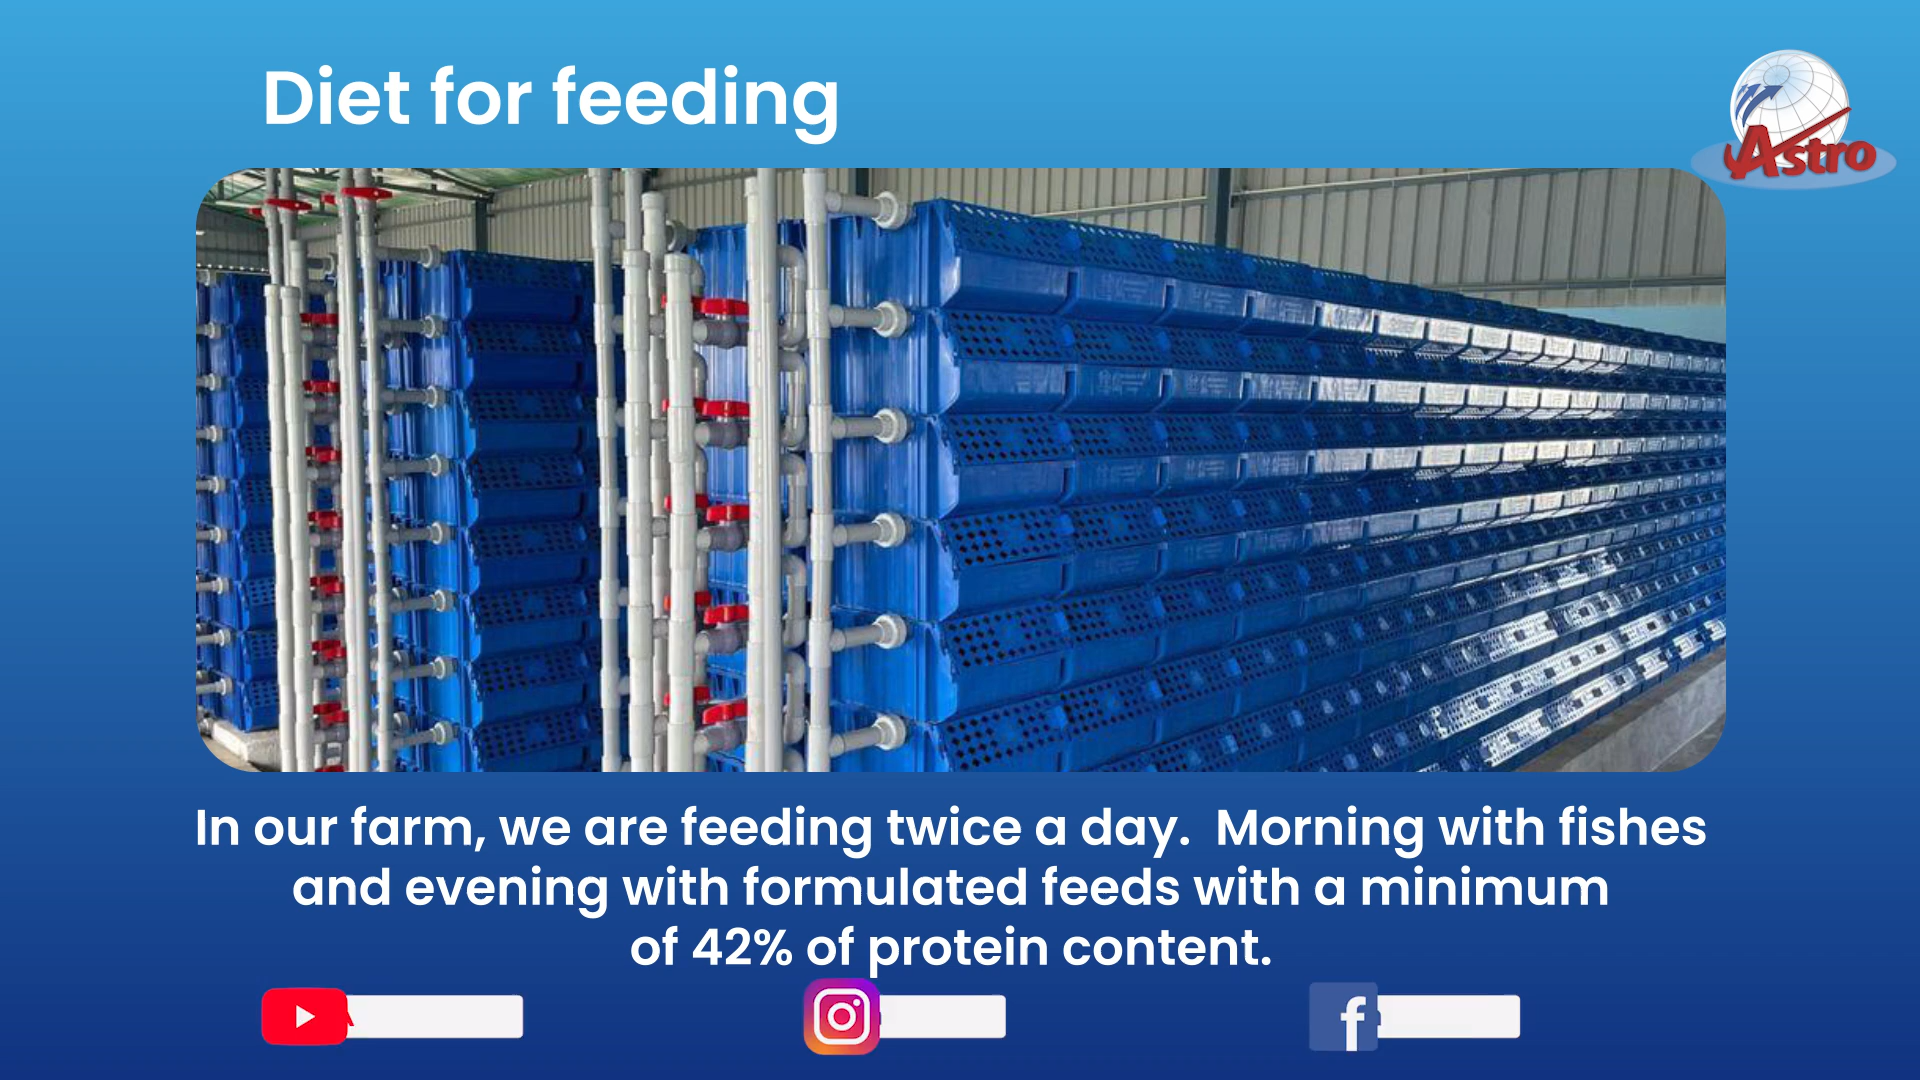 Diet for feeding
Astro
In our farm, we are feeding twice a day.  Morning with fishes
and evening with formulated feeds with a minimum
of 42% of protein content.